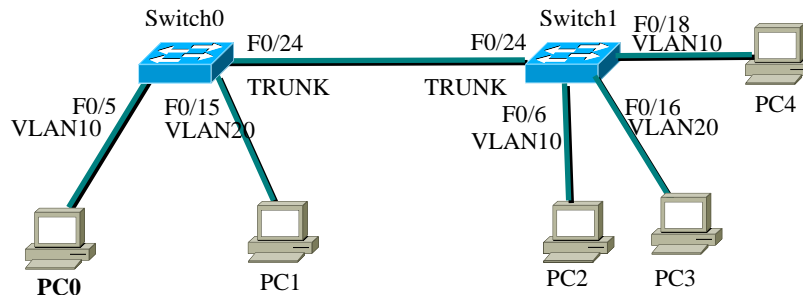 Switch0
Switch1
F0/24
F0/24
F0/18
VLAN10
TRUNK
TRUNK
PC4
F0/5
VLAN10
F0/15
VLAN20
F0/6
VLAN10
F0/16
VLAN20
PC0
PC1
PC2
PC3